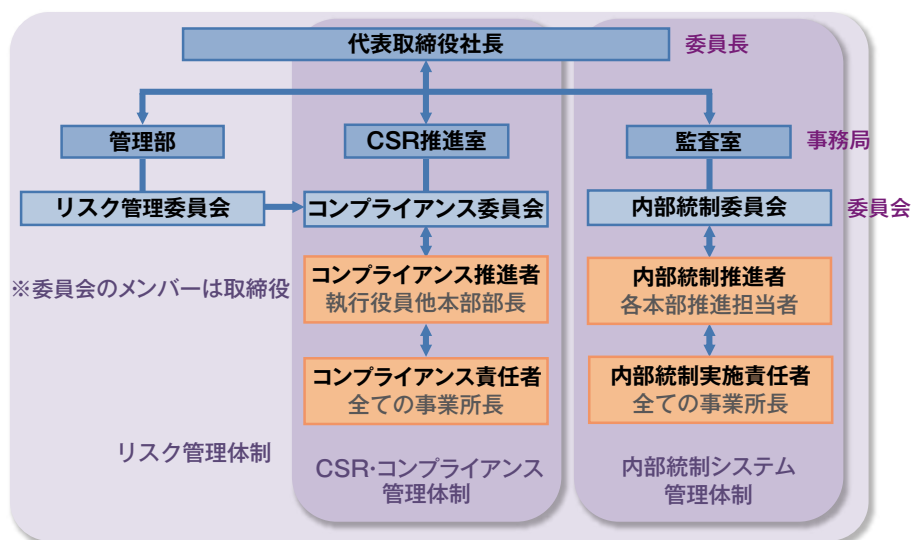 代表取締役社長
委員長
管理部
CSR推進室
監査室
事務局
リスク管理委員会
コンプライアンス委員会
内部統制委員会
委員会
※委員会のメンバーは取締役
コンプライアンス推進者
執行役員他本部部長
内部統制推進者
各本部推進担当者
コンプライアンス責任者
全ての事業所長
内部統制実施責任者
全ての事業所長
リスク管理体制
CSR・コンプライアンス
管理体制
内部統制システム
管理体制